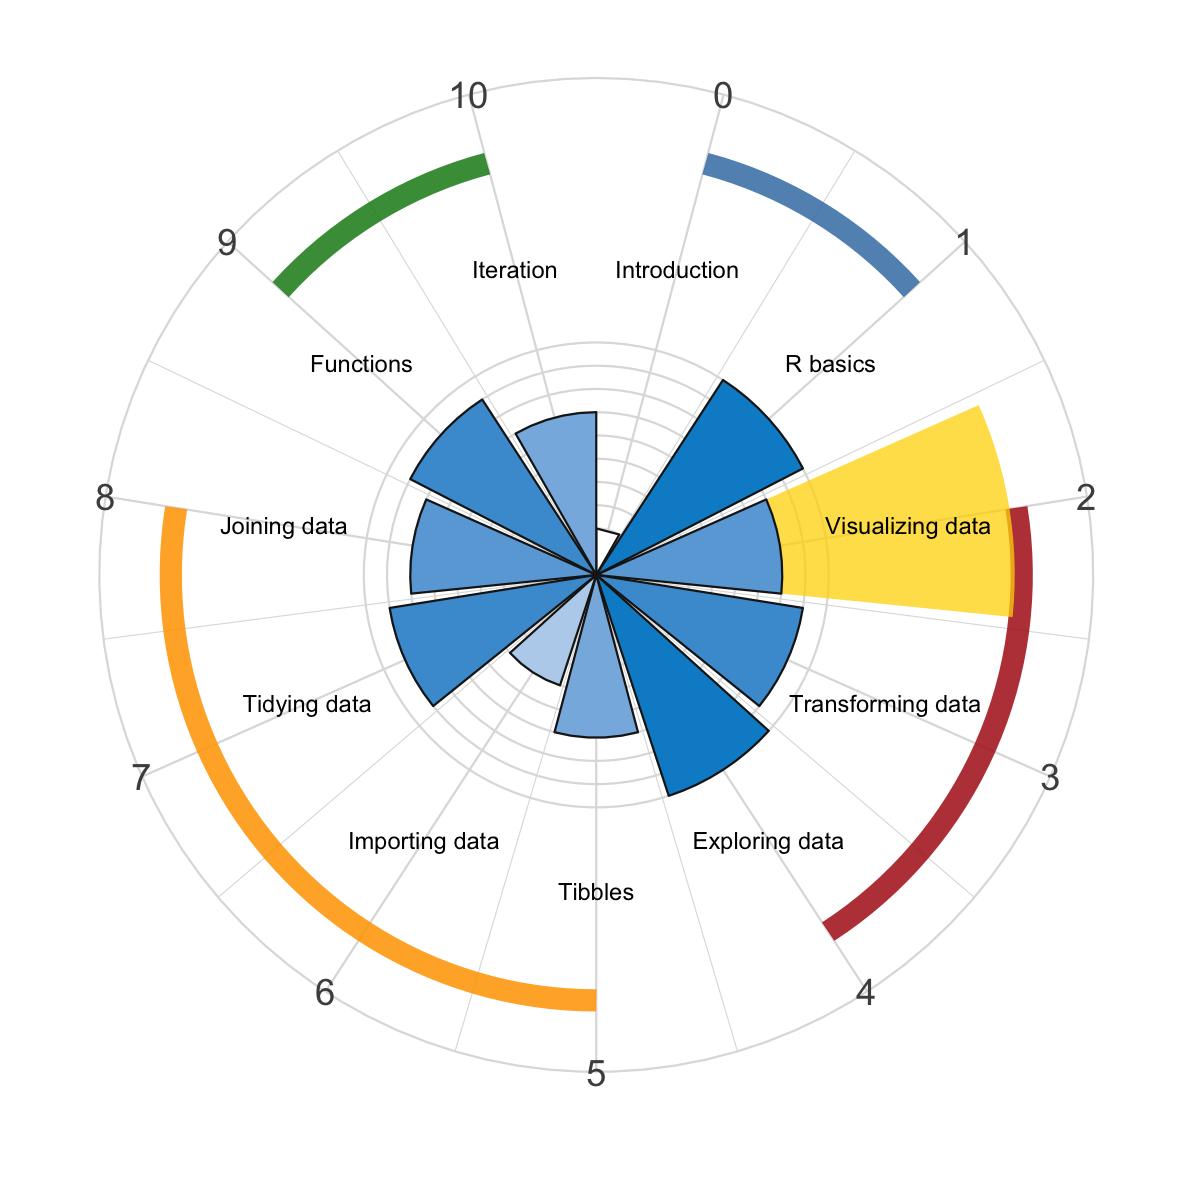 10
0
9
1
Iteration
Introduction
Functions
R basics
8
2
Joining data
Visualizing data
Tidying data
Transforming data
7
3
Importing data
Exploring data
Tibbles
6
4
5